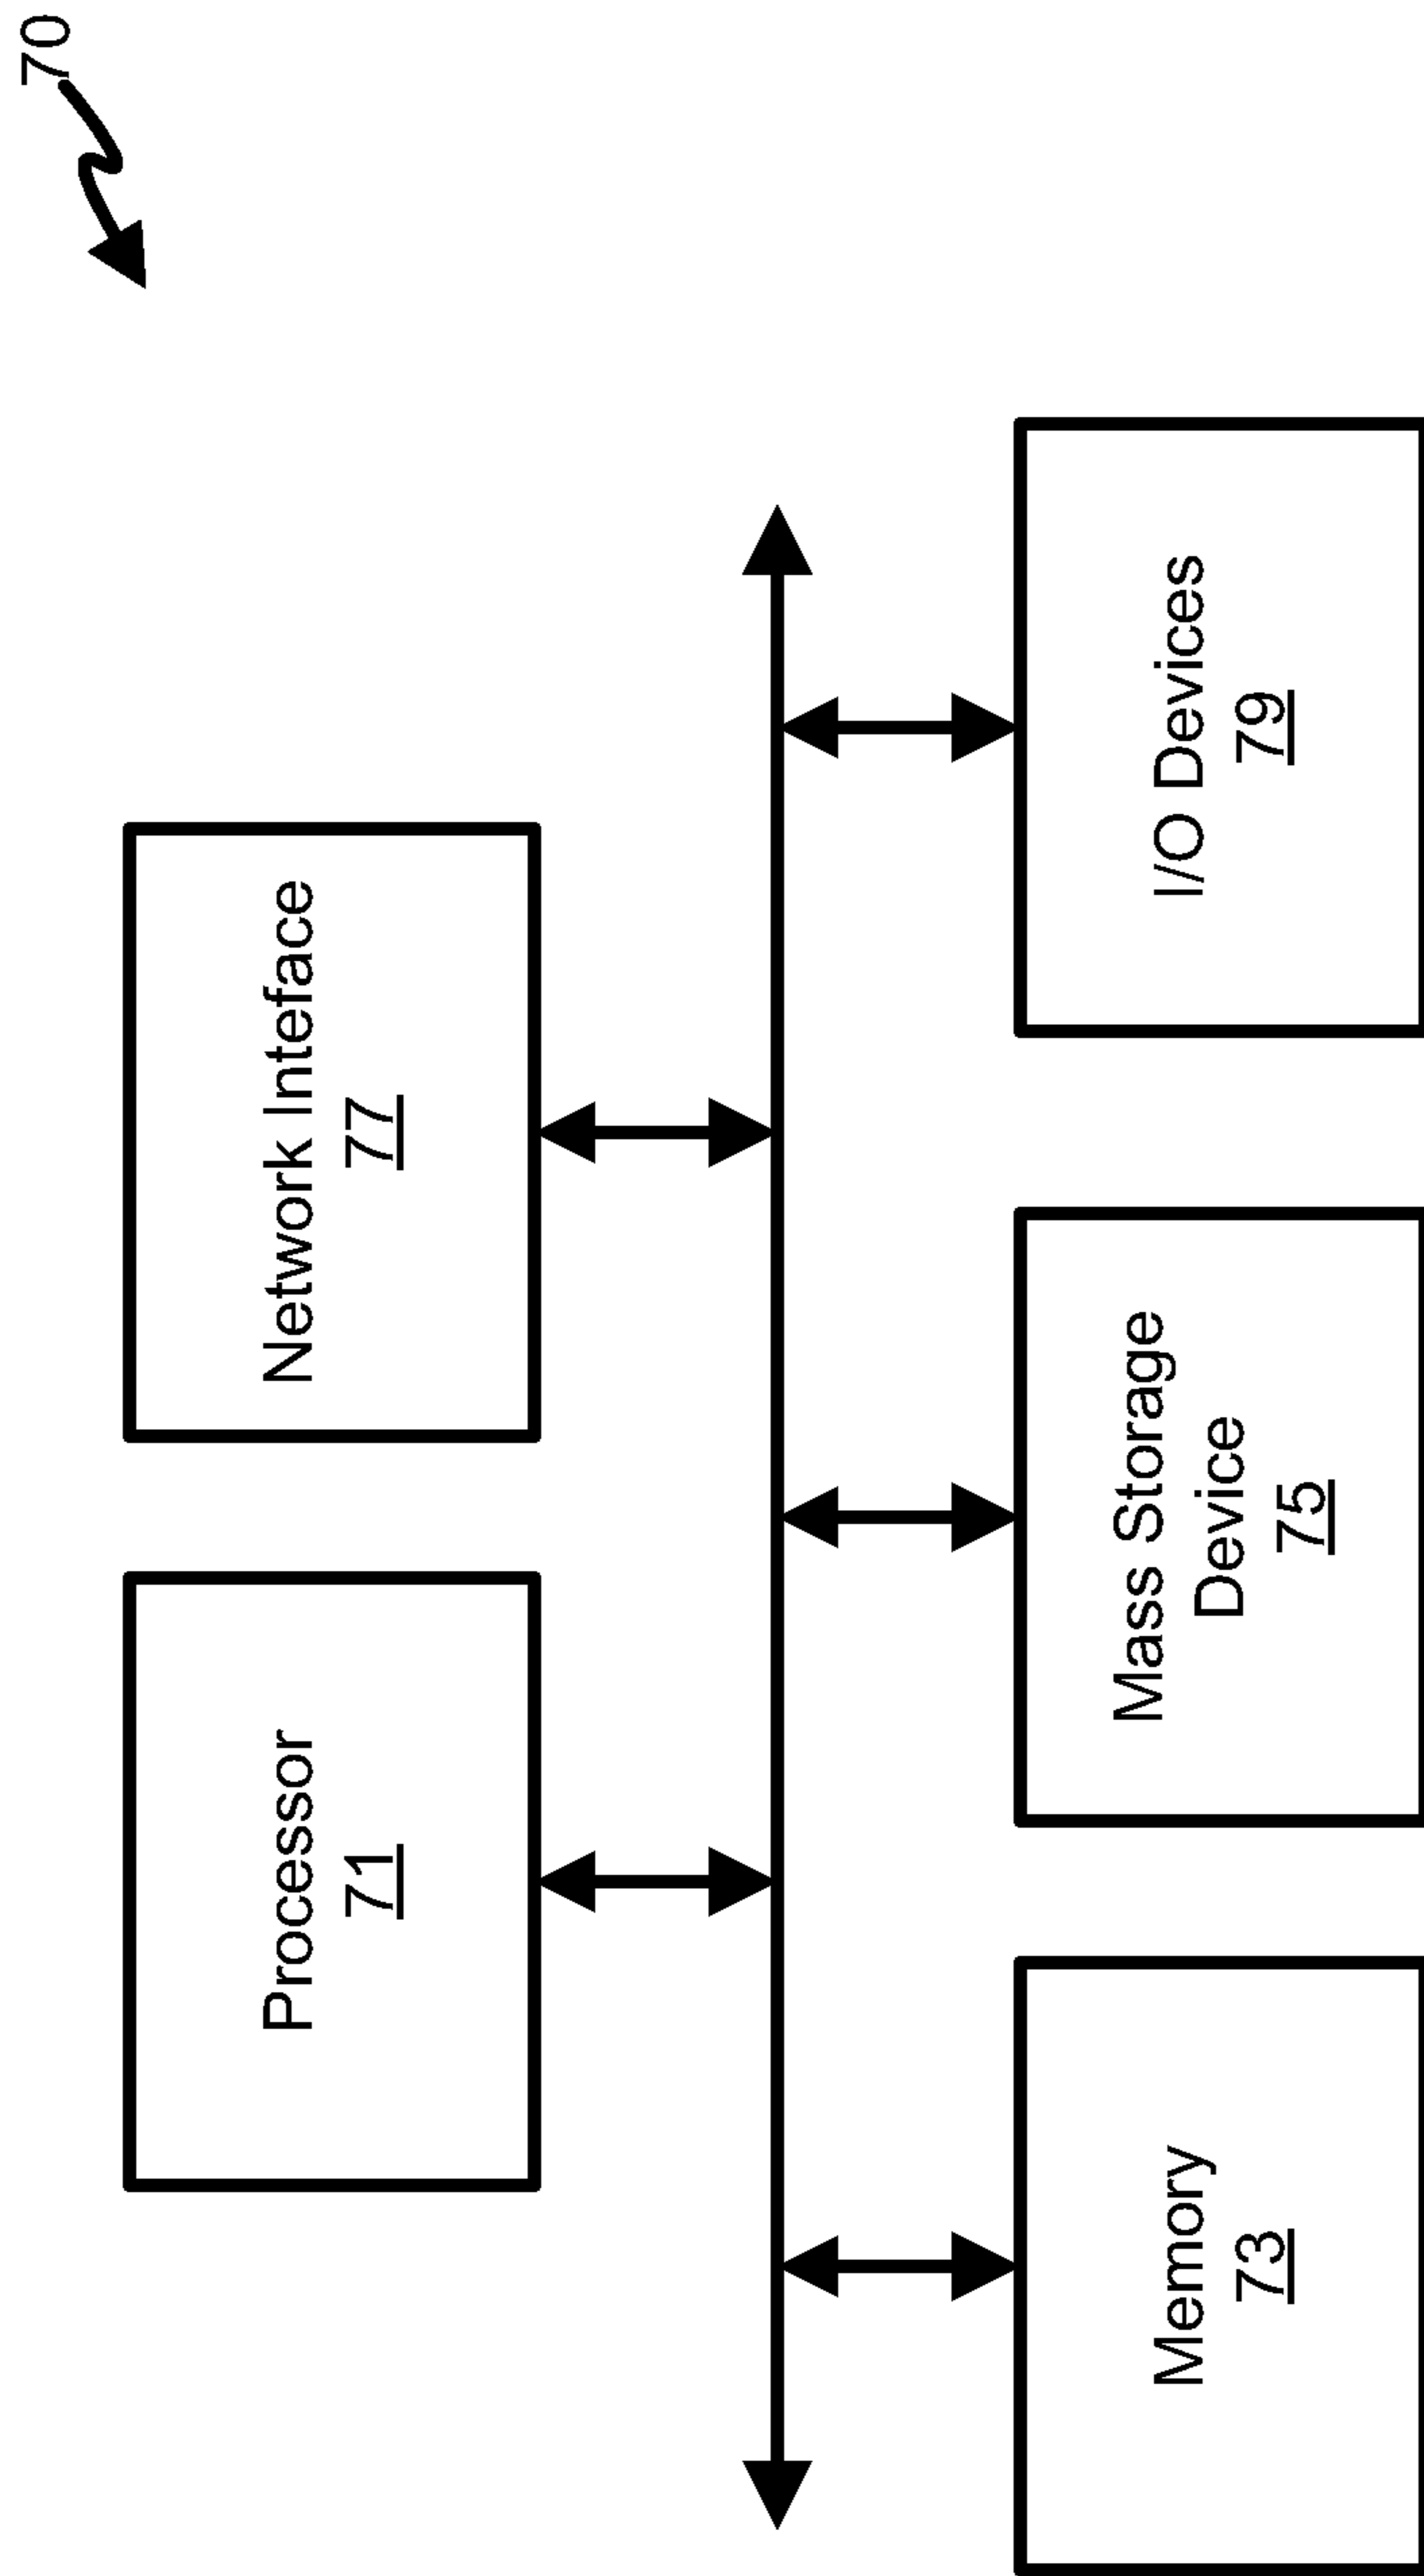 70
Processor
71
Network Inteface
77
Memory
73
Mass Storage
Device
75
I/O Devices
79